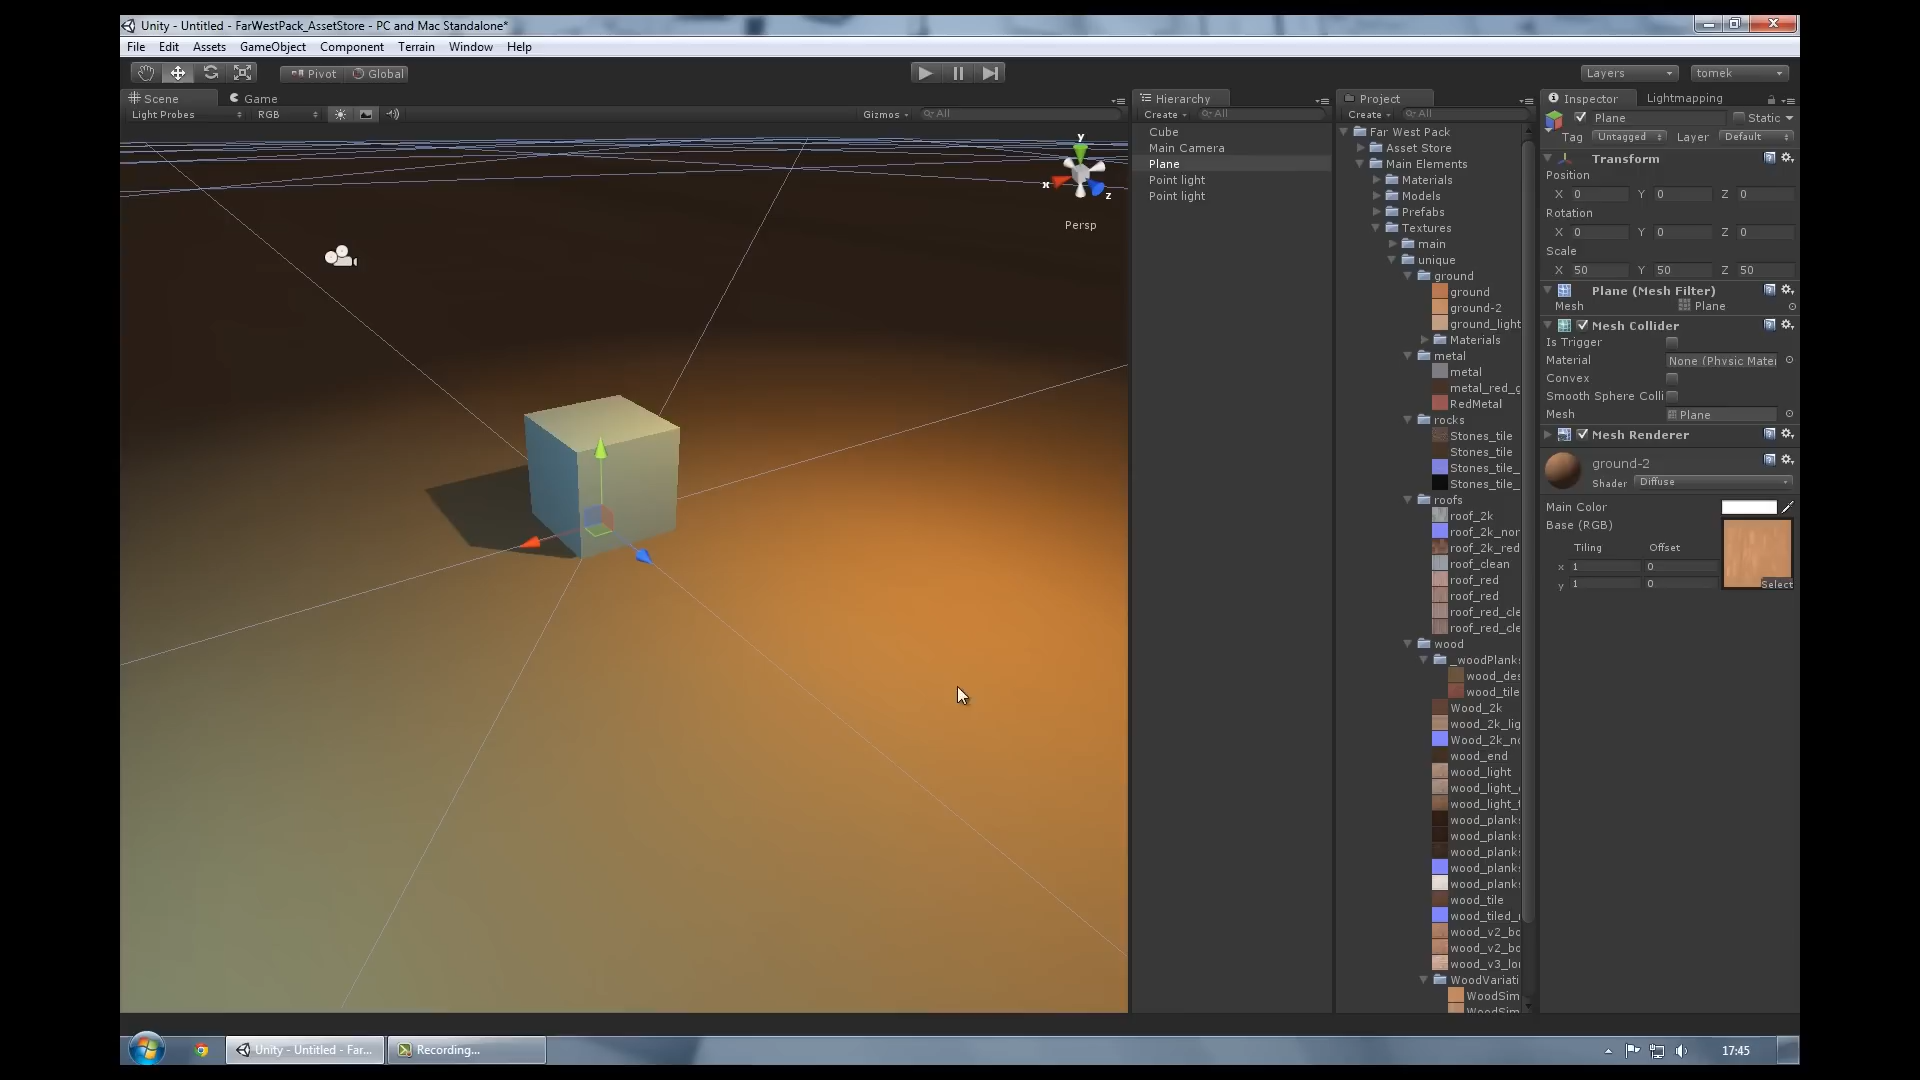 Unity - Untitled - FarWestPack_AssetStore - PC and Mac Standalone*
File Edit Assets GameObject Component Terrain Window Help
Pivot Global
Layers tomek
Scene Game
Light Probes RGB Gizmos All
y
x
z
Persp
Hierarchy
Create All
Cube
Main Camera
Plane
Point light
Point light
Project
Create All
Far West Pack
Asset Store
Main Elements
Materials
Models
Prefabs
Textures
main
unique
ground
ground
ground-2
ground_light
Materials
metal
metal
metal_red_g
RedMetal
rocks
Stones_tile
Stones_tile
Stones_tile_
Stones_tile_
roofs
roof_2k
roof_2k_nor
roof_2k_red
roof_clean
roof_red
roof_red
roof_red_cle
roof_red_cle
wood
_woodPlank
wood_des
wood_tile
Wood_2k
wood_2k_lig
Wood_2k_no
wood_end
wood_light
wood_light_
wood_light_
wood_plank
wood_plank
wood_plank
wood_plank
wood_plank
wood_tile
wood_tiled_
wood_v2_bo
wood_v2_bo
wood_v3_lo
WoodVariati
WoodSim
WoodSim
Inspector Lightmapping
Plane Static
Tag Untagged Layer Default
Transform
Position
X 0 Y 0 Z 0
Rotation
X 0 Y 0 Z 0
Scale
X 50 Y 50 Z 50
Plane (Mesh Filter)
Mesh Plane
Mesh Collider
Is Trigger
Material None (Physic Mater
Convex
Smooth Sphere Colli
Mesh Plane
Mesh Renderer
ground-2
Shader Diffuse
Main Color
Base (RGB)
Tiling Offset
x 1 0
y 1 0
Select
Unity - Untitled - Far... Recording... 17:45